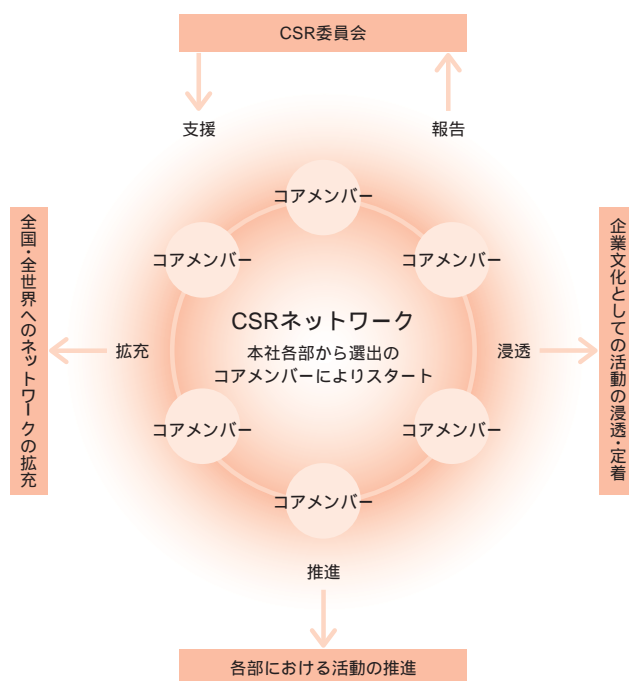 CSR委員会
支援
報告
コアメンバー
コアメンバー
コアメンバー
全国・全世界へのネットワークの拡充
企業文化としての活動の浸透・定着
CSRネットワーク
本社各部から選出の
コアメンバーによりスタート
拡充
浸透
コアメンバー
コアメンバー
コアメンバー
推進
各部における活動の推進